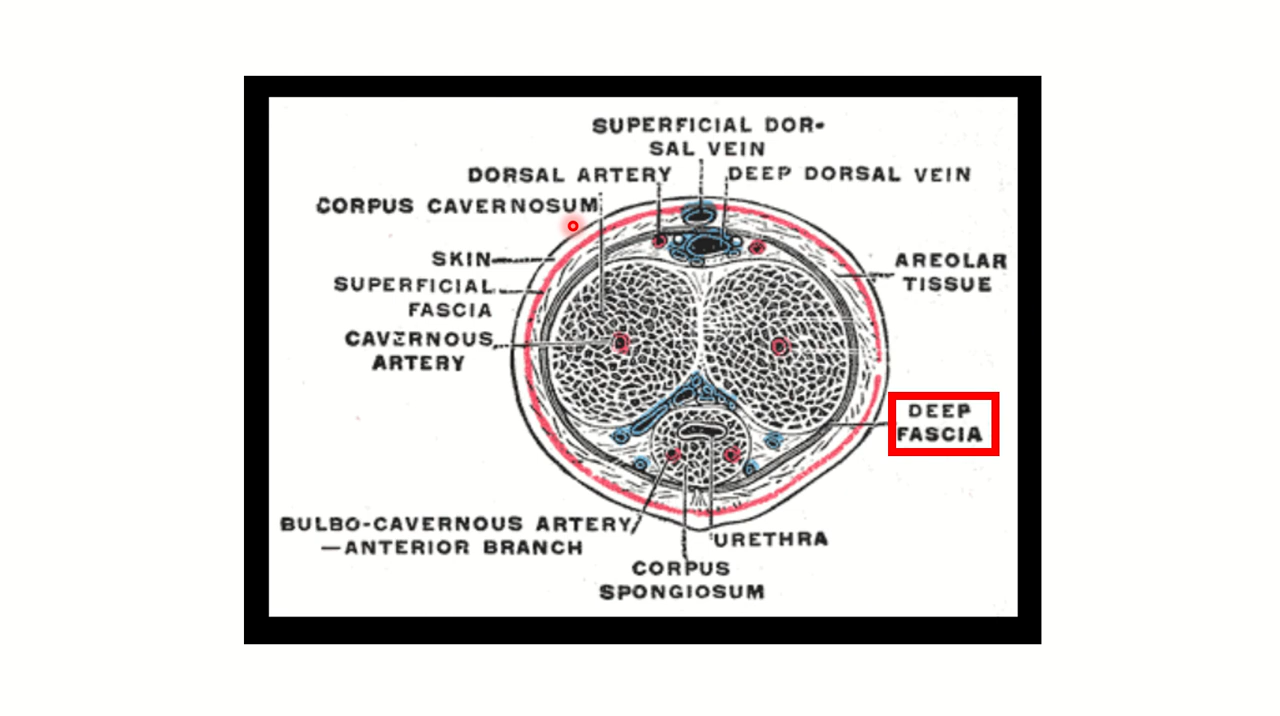 SUPERFICIAL DOR-
SAL VEIN
DORSAL ARTERY
DEEP DORSAL VEIN
CORPUS CAVERNOSUM
SKIN
AREOLAR
TISSUE
SUPERFICIAL
FASCIA
CAVERNOUS
ARTERY
DEEP
FASCIA
BULBO-CAVERNOUS ARTERY
—ANTERIOR BRANCH
URETHRA
CORPUS
SPONGIOSUM